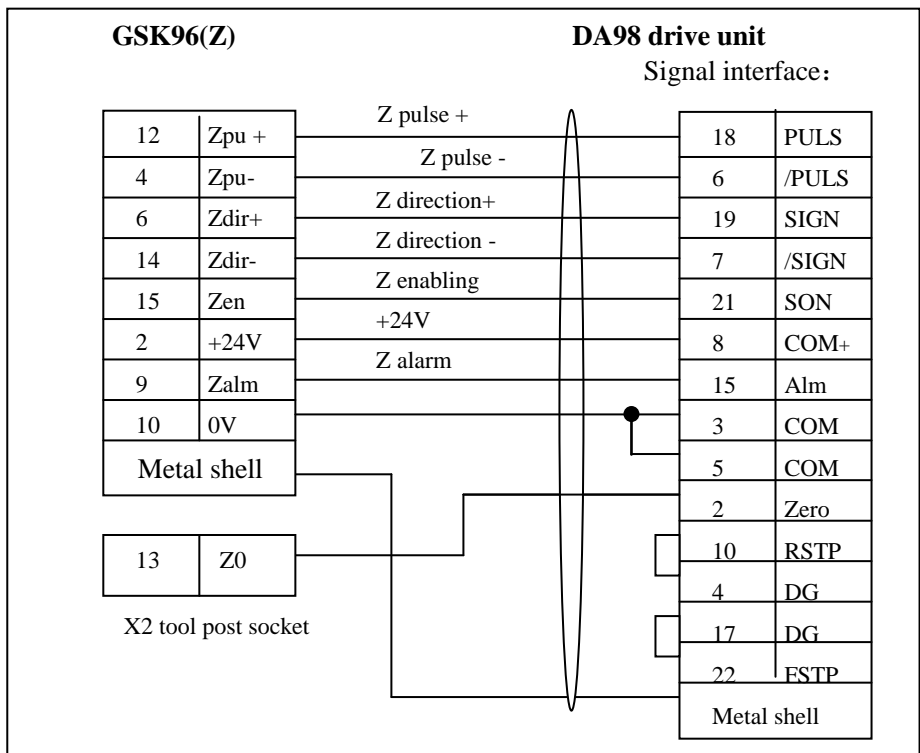 GSK96(Z)
DA98 drive unit
Signal interface：
12 Zpu +
4 Zpu-
6 Zdir+
14 Zdir-
15 Zen
2 +24V
9 Zalm
10 0V
Metal shell
13 Z0
X2 tool post socket
Z pulse +
Z pulse -
Z direction+
Z direction -
Z enabling
+24V
Z alarm
18 PULS
6 /PULS
19 SIGN
7 /SIGN
21 SON
8 COM+
15 Alm
3 COM
5 COM
2 Zero
10 RSTP
4 DG
17 DG
22 FSTP
Metal shell